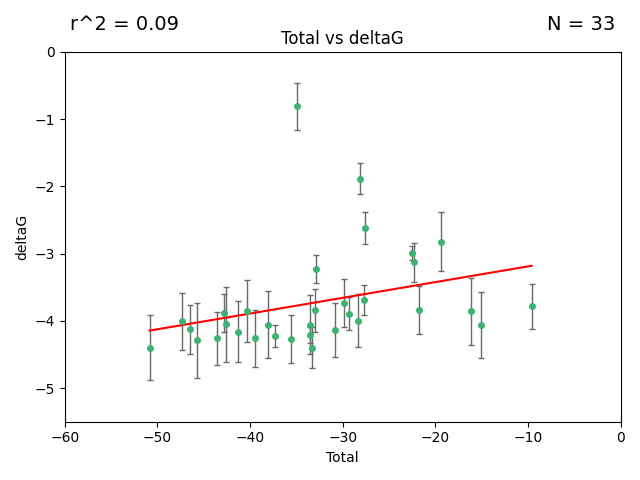 r^2 = 0.09
N = 33
Total vs deltaG
0
−1
−2
−3
−4
−5
deltaG
−60
−50
−40
−30
−20
−10
0
Total